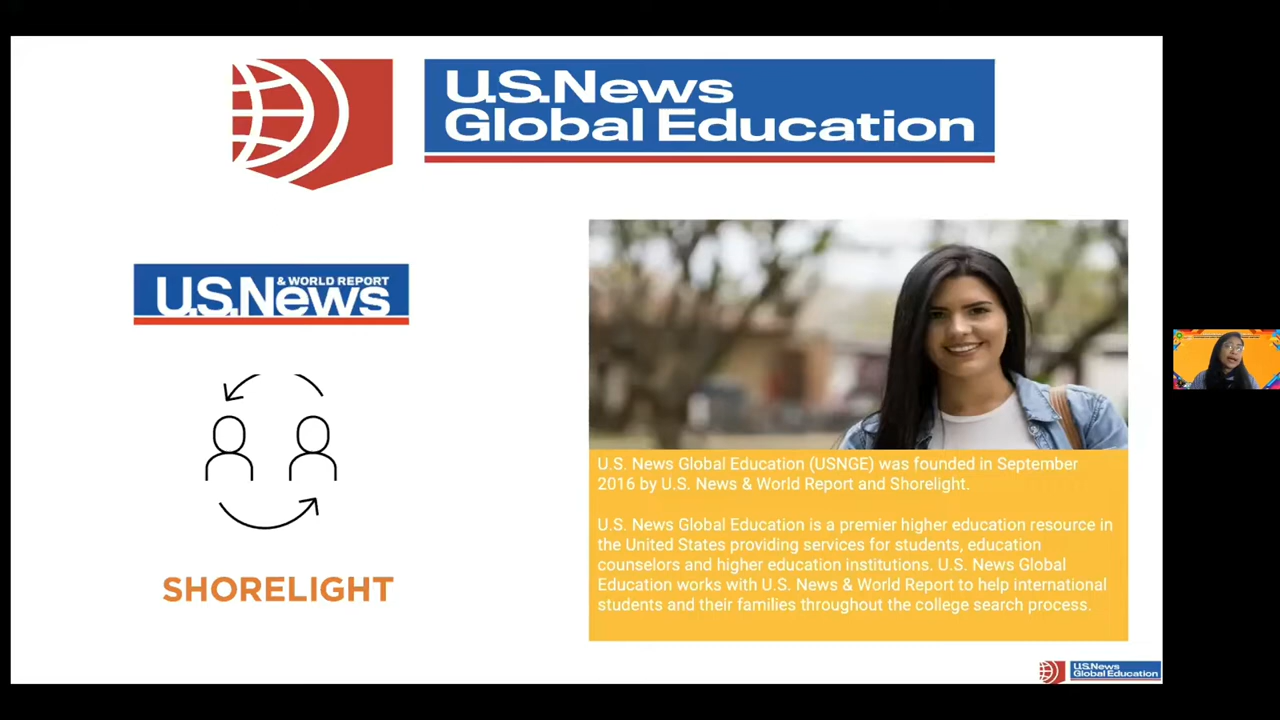 U.S.News
Global Education
& WORLD REPORT
U.S.News
SHORELIGHT
U.S. News Global Education (USNGE) was founded in September
2016 by U.S. News & World Report and Shorelight.
U.S. News Global Education is a premier higher education resource in
the United States providing services for students, education
counselors and higher education institutions. U.S. News Global
Education works with U.S. News & World Report to help international
students and their families throughout the college search process.
U.S.News
Global Education